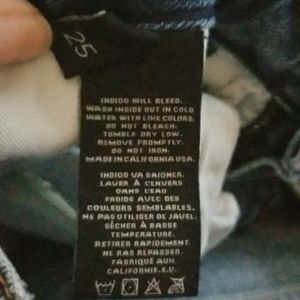 25
INDIGO WILL BLEED.
WASH INSIDE OUT IN COLD
WATER WITH LIKE COLORS.
DO NOT BLEACH.
TUMBLE DRY LOW.
REMOVE PROMPTLY.
DO NOT IRON.
MADE IN CALIFORNIA USA.
INDIGO VA SAIGNER.
LAVER À L'ENVERS
DANS L'EAU
FROIDE AVEC DES
COULEURS SEMBLABLES.
NE PAS UTILISER DE JAVEL.
SÉCHER À BASSE
TEMPERATURE.
RETIRER RAPIDEMENT.
NE PAS REPASSER.
FABRIQUÉ AUX
CALIFORNIE.E.U.